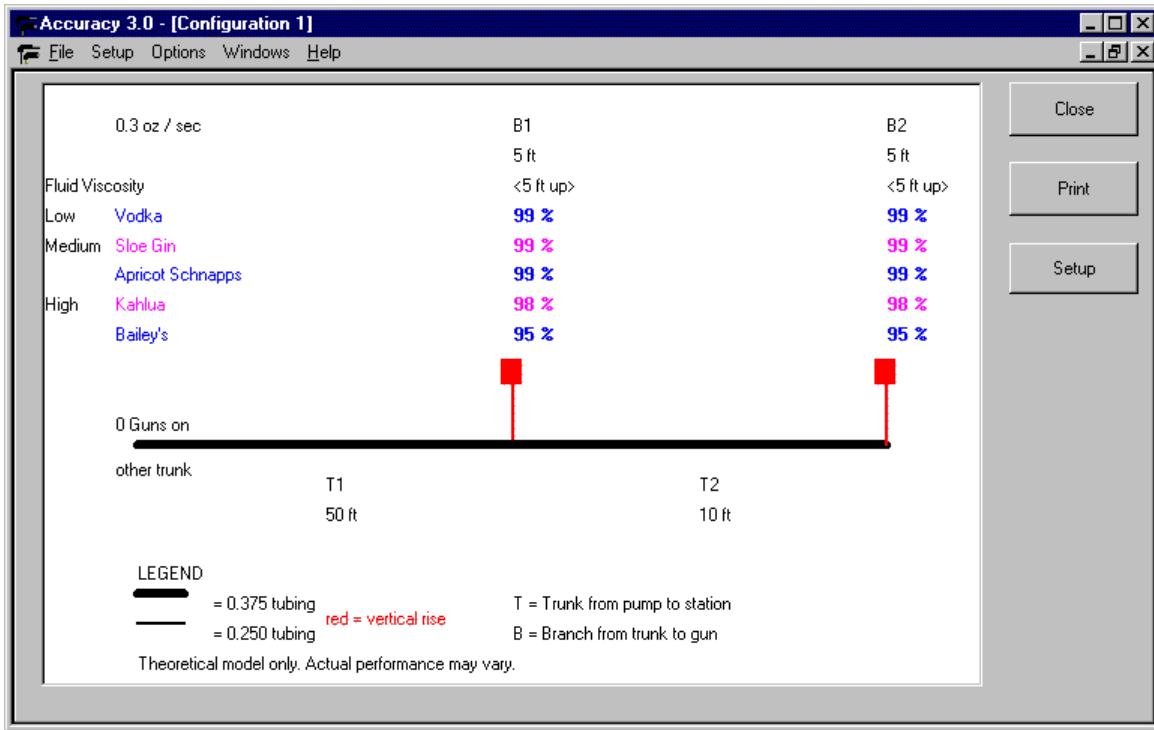 Accuracy 3.0 - [Configuration 1]
File Setup Options Windows Help
0.3 oz / sec B1 B2
5 ft 5 ft
Fluid Viscosity <5 ft up> <5 ft up>
Low Vodka 99 % 99 %
Medium Sloe Gin 99 % 99 %
Apricot Schnapps 99 % 99 %
High Kahlua 98 % 98 %
Bailey's 95 % 95 %
0 Guns on
other trunk
T1 T2
50 ft 10 ft
LEGEND
= 0.375 tubing
= 0.250 tubing
red = vertical rise
T = Trunk from pump to station
B = Branch from trunk to gun
Theoretical model only. Actual performance may vary.
Close
Print
Setup